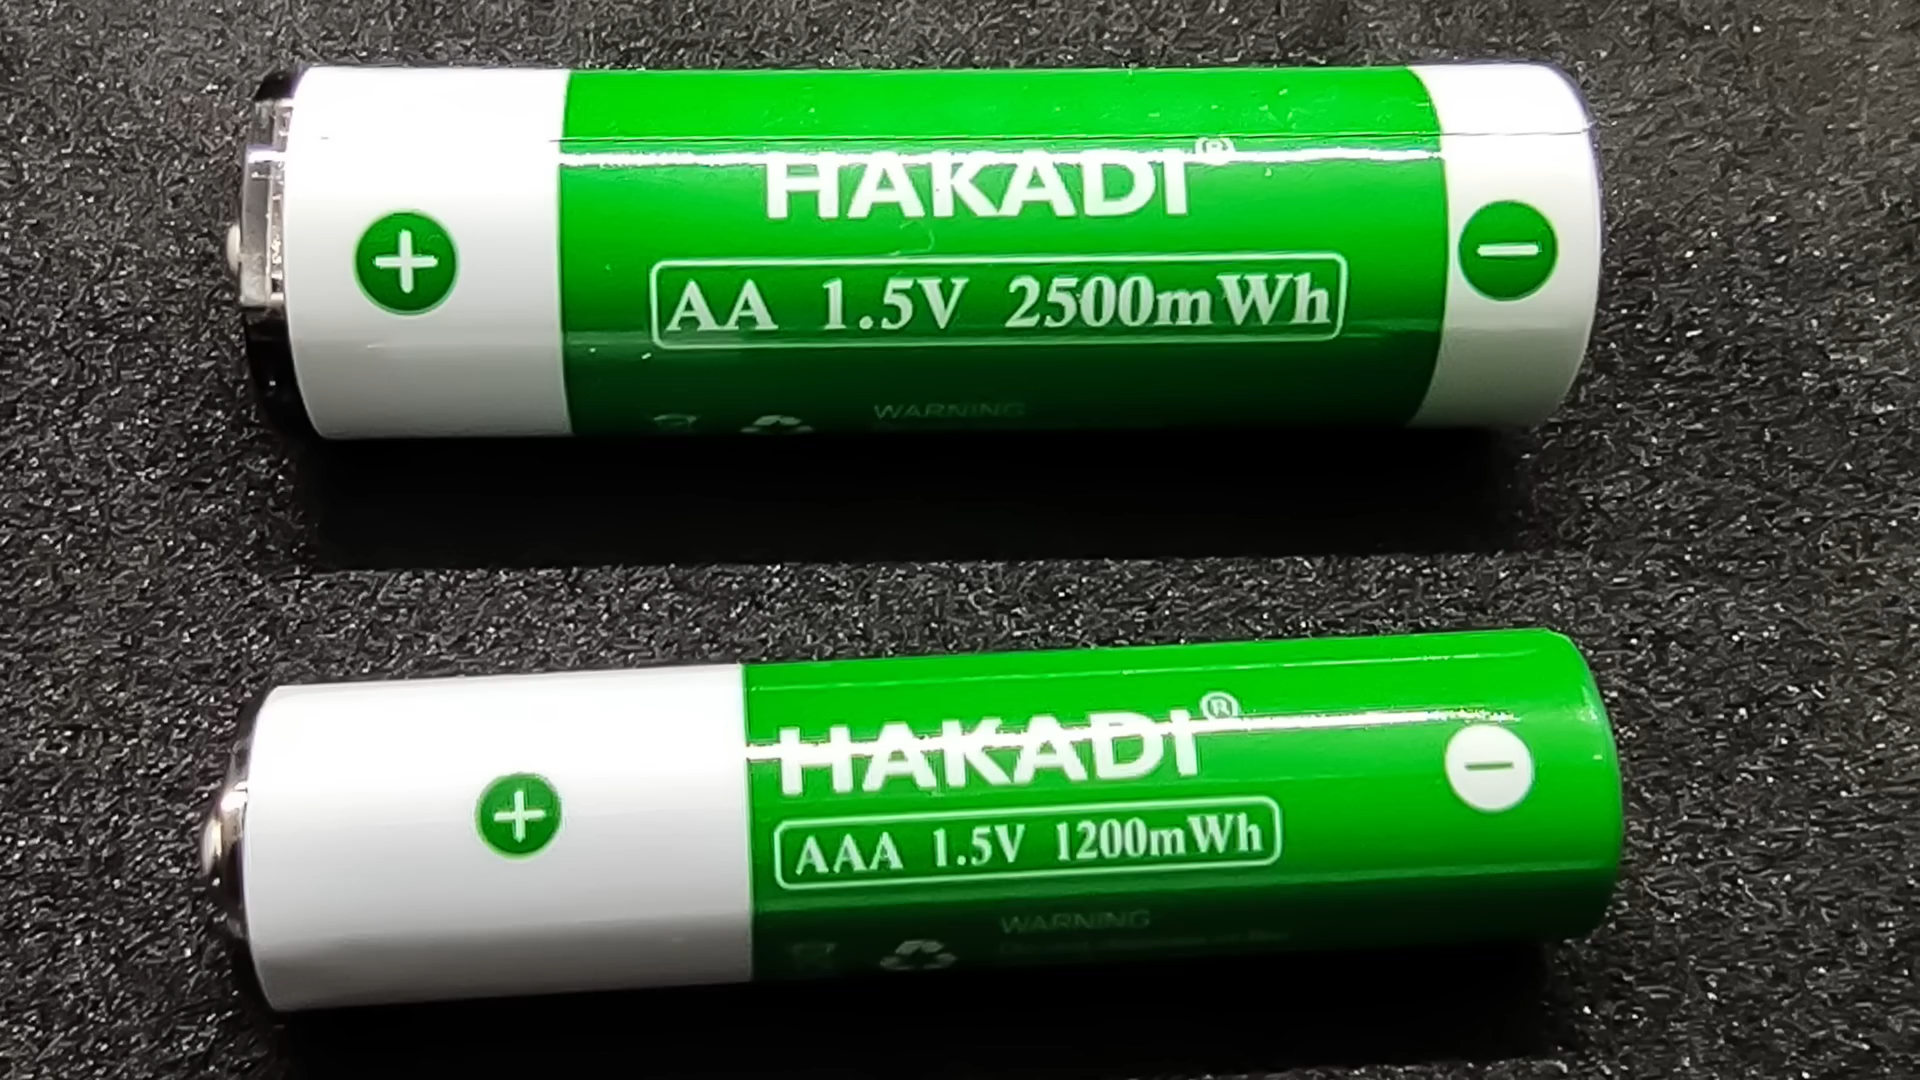 HAKADI®
AA 1.5V 2500mWh
WARNING
HAKADI®
AAA 1.5V 1200mWh
WARNING